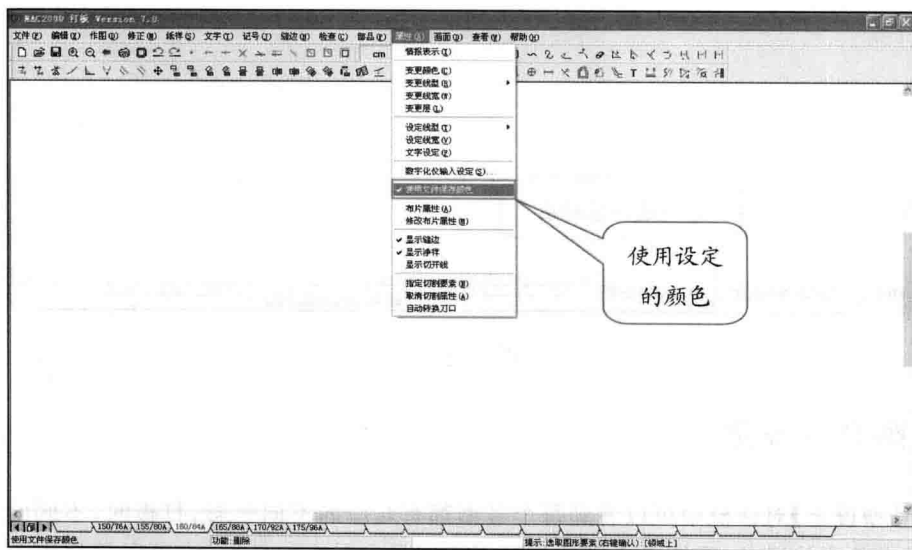 MAC2000 打板 Version 7.0
文件(F) 编辑(E) 作图(D) 修正(M) 纸样(S) 文字(T) 记号(J) 缝边(W) 检查(C) 部品(B) 属性 画面 查看(V) 帮助(H)
cm
情报表示(I)
变更颜色(C)
变更线型(S)
变更线宽(W)
变更层(L)
设定线型(T)
设定线宽(V)
文字设定(Z)
数字化仪输入设定(G)...
使用文件保存颜色
布片属性(A)
修改布片属性(B)
显示缝边
显示净样
显示切开线
指定切割要素
取消切割属性(A)
自动转换刀口
使用设定
的颜色
150/76A 155/80A 160/84A 165/88A 170/92A 175/96A
使用文件保存颜色 功能:删除 提示:选取图形要素(右键确认):[领域上]